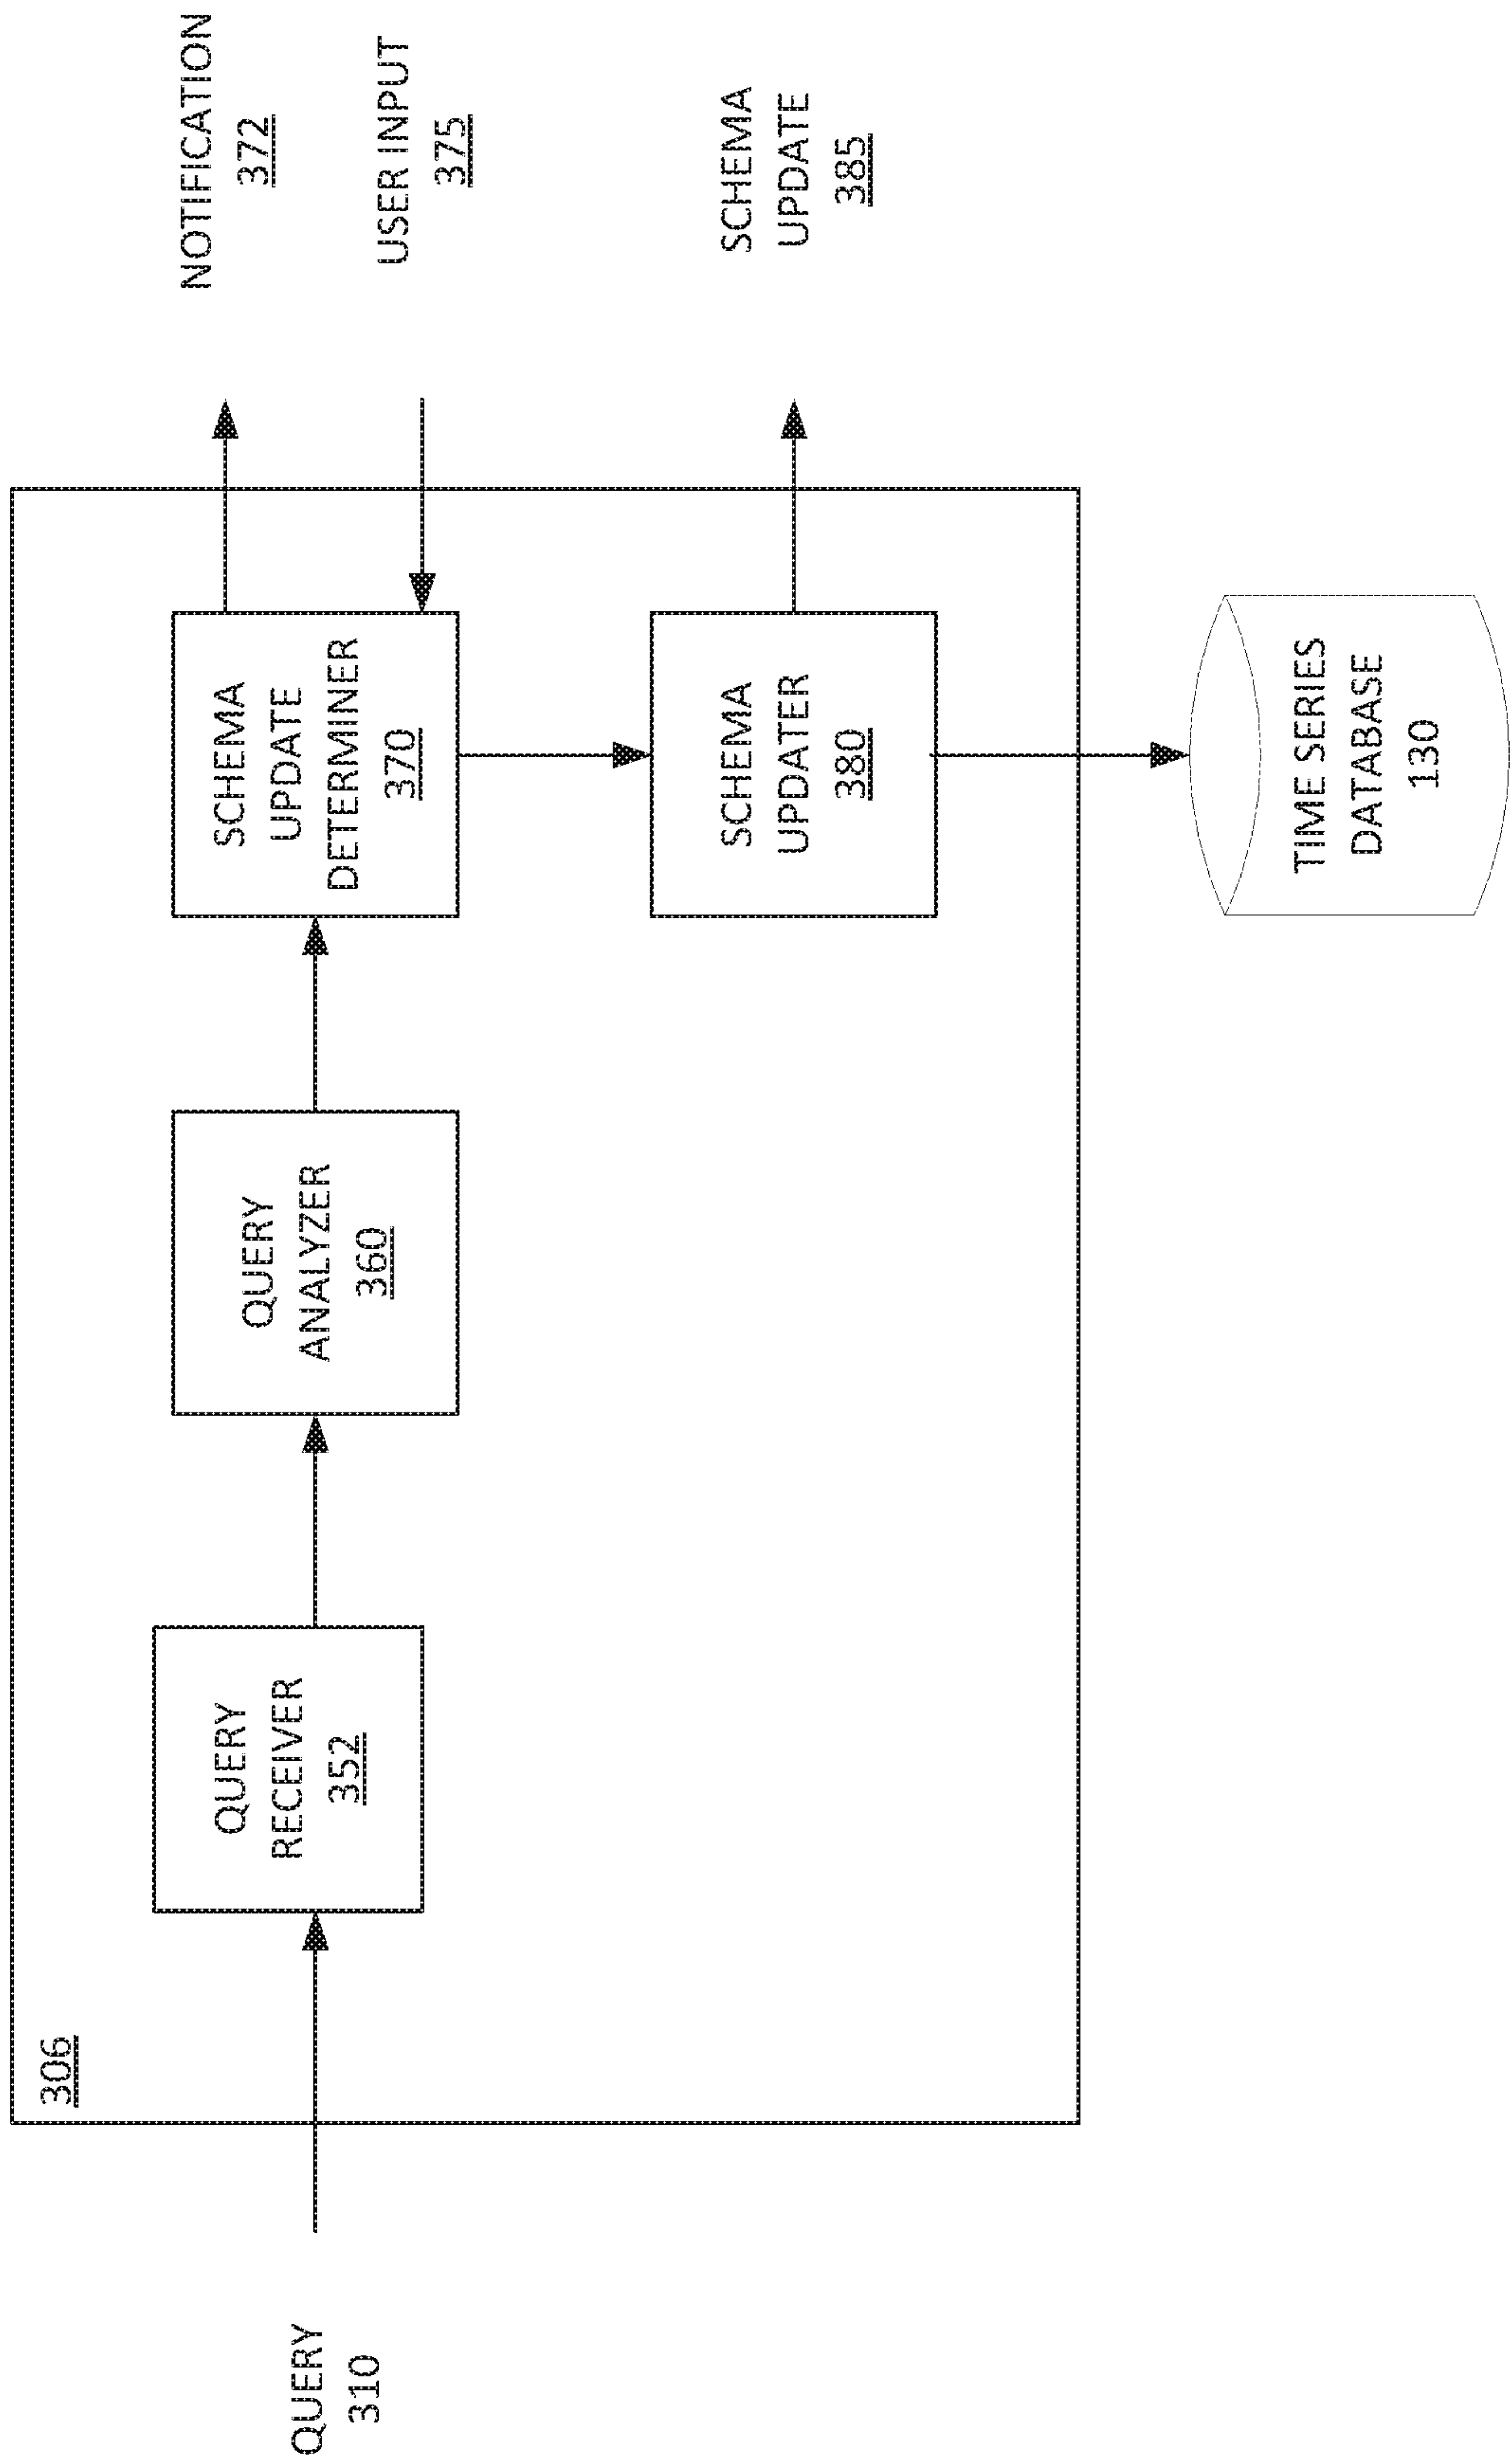 306
QUERY
310
QUERY
RECEIVER
352
QUERY
ANALYZER
360
SCHEMA
UPDATE
DETERMINER
370
NOTIFICATION
372
USER INPUT
375
SCHEMA
UPDATER
380
SCHEMA
UPDATE
385
TIME SERIES
DATABASE
130